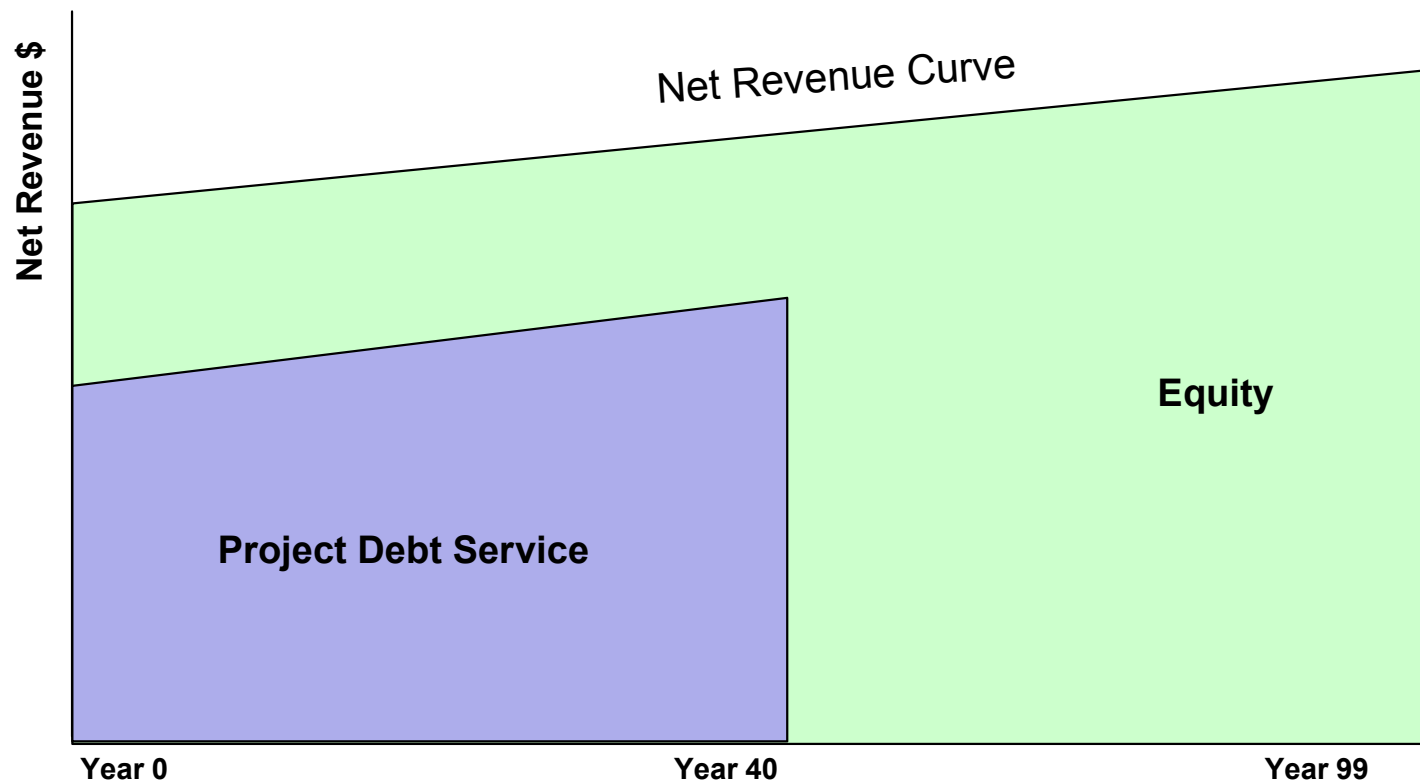 Net Revenue $
Net Revenue Curve
Equity
Project Debt Service
Year 0
Year 40
Year 99